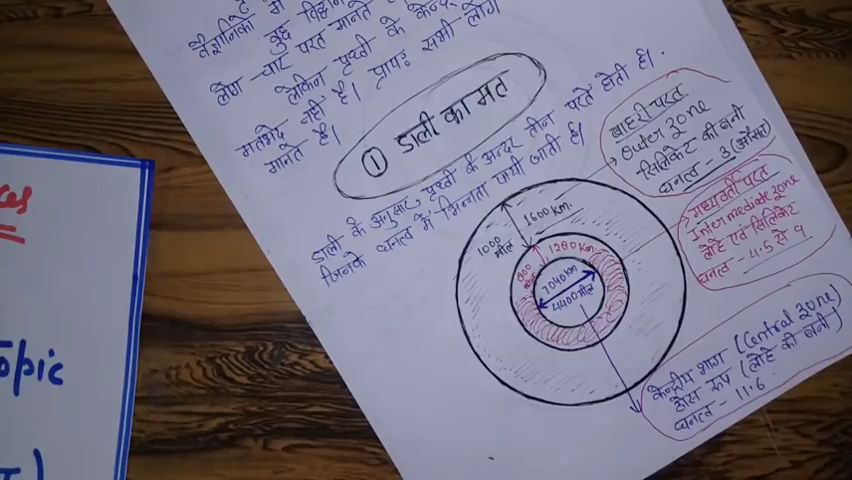 वैज्ञानिकों में
कुछ विद्वान
लोग चार परत मानते
लेकिन पृथ्वी के केन्द्र
मतभेद नहीं है। प्रायः सभी लोग
मानते हैं।
① डाली का मत
डाली के अनुसार, पृथ्वी के अन्दर तीन परते होती है।
जिनके घनत्व में भिन्नता पायी जाती है।
बाहरी परत
Outer zone
सिलिकेट की बनी
घनत्व - 3 (औसत)
मध्यवर्ती परत
Intermediate zone
लोहे एवं सिलिकेट
घनत्व - 4.5 से 9
1600 km.
1000
मील
1280 Km
800
मील
7040 Km
4400 मील
केन्द्रीय भाग (Central zone)
ठोस रूप (लोहे की बनी)
घनत्व - 11.6
opic